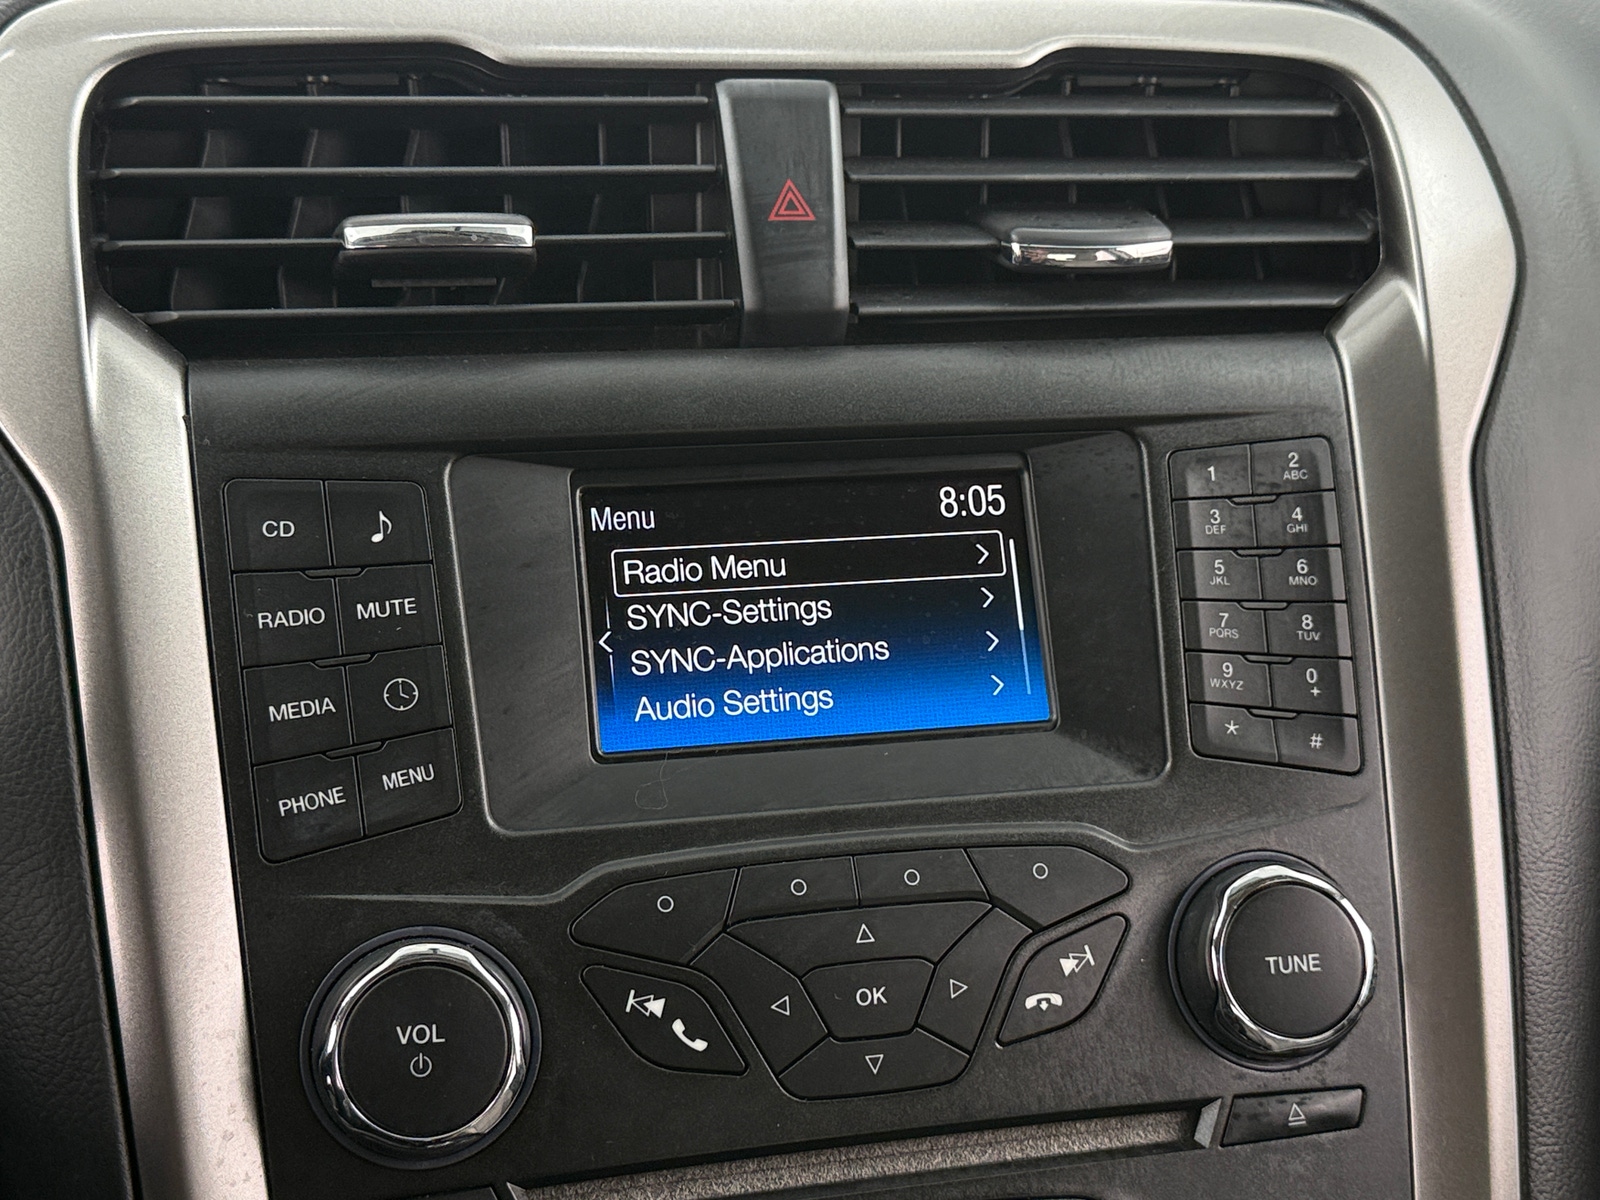 Menu 8:05
Radio Menu
SYNC-Settings
SYNC-Applications
Audio Settings
CD
RADIO MUTE
MEDIA
PHONE MENU
1 2 ABC
3 DEF 4 GHI
5 JKL 6 MNO
7 PQRS 8 TUV
9 WXYZ 0 +
* #
OK
VOL
TUNE